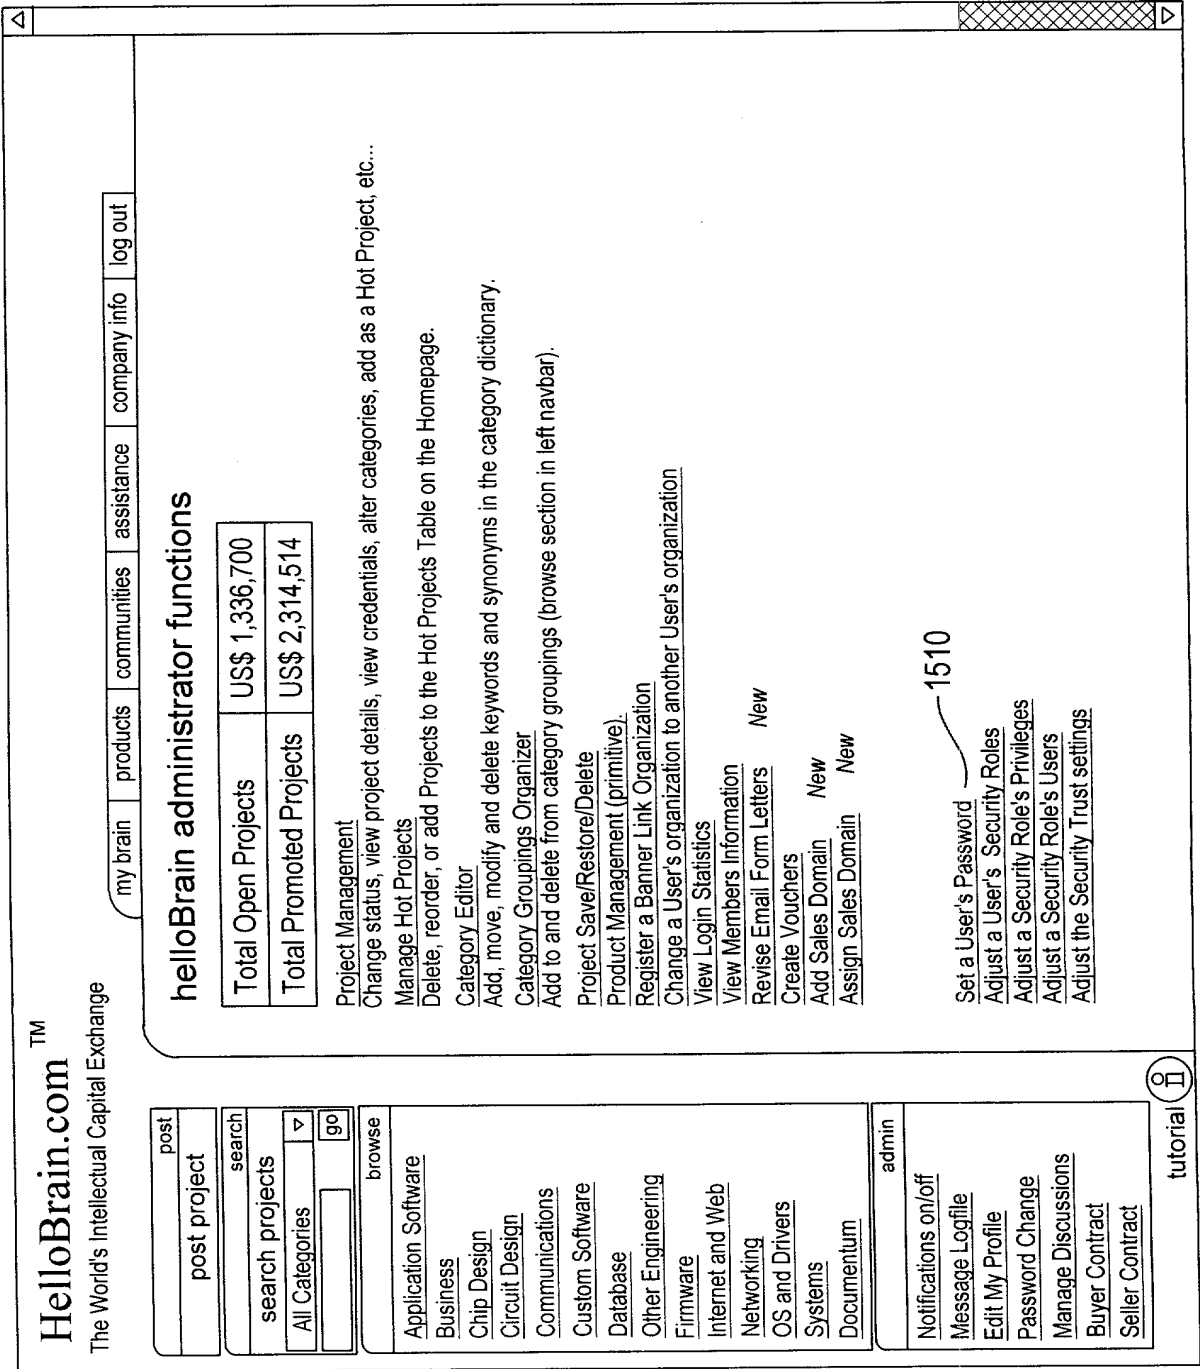 HelloBrain.com TM
The World's Intellectual Capital Exchange
my brain products communities assistance company info log out
post
post project
search
search projects
All Categories
go
browse
Application Software
Business
Chip Design
Circuit Design
Communications
Custom Software
Database
Other Engineering
Firmware
Internet and Web
Networking
OS and Drivers
Systems
Documentum
admin
Notifications on/off
Message Logfile
Edit My Profile
Password Change
Manage Discussions
Buyer Contract
Seller Contract
tutorial
helloBrain administrator functions
Total Open Projects US$ 1,336,700
Total Promoted Projects US$ 2,314,514
Project Management
Change status, view project details, view credentials, alter categories, add as a Hot Project, etc...
Manage Hot Projects
Delete, reorder, or add Projects to the Hot Projects Table on the Homepage.
Category Editor
Add, move, modify and delete keywords and synonyms in the category dictionary.
Category Groupings Organizer
Add to and delete from category groupings (browse section in left navbar).
Project Save/Restore/Delete
Product Management (primitive).
Register a Banner Link Organization
Change a User's organization to another User's organization
View Login Statistics
View Members Information
Revise Email Form Letters New
Create Vouchers
Add Sales Domain New
Assign Sales Domain New
Set a User's Password 1510
Adjust a User's Security Roles
Adjust a Security Role's Privileges
Adjust a Security Role's Users
Adjust the Security Trust settings